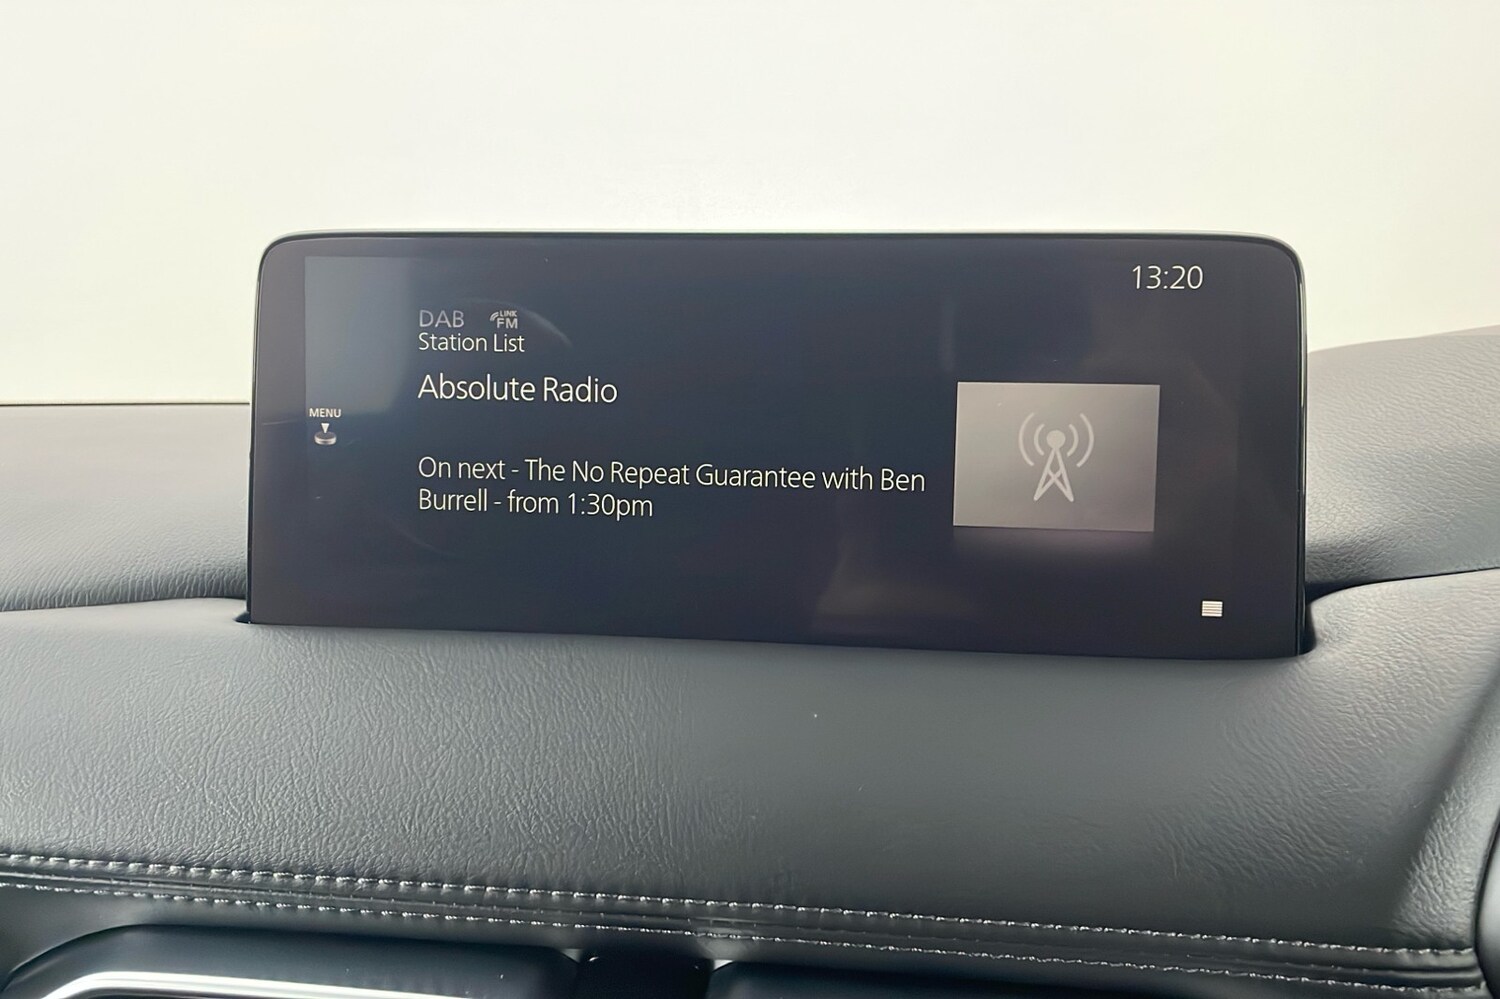 13:20
DAB LINK FM
Station List
Absolute Radio
MENU
On next - The No Repeat Guarantee with Ben
Burrell - from 1:30pm